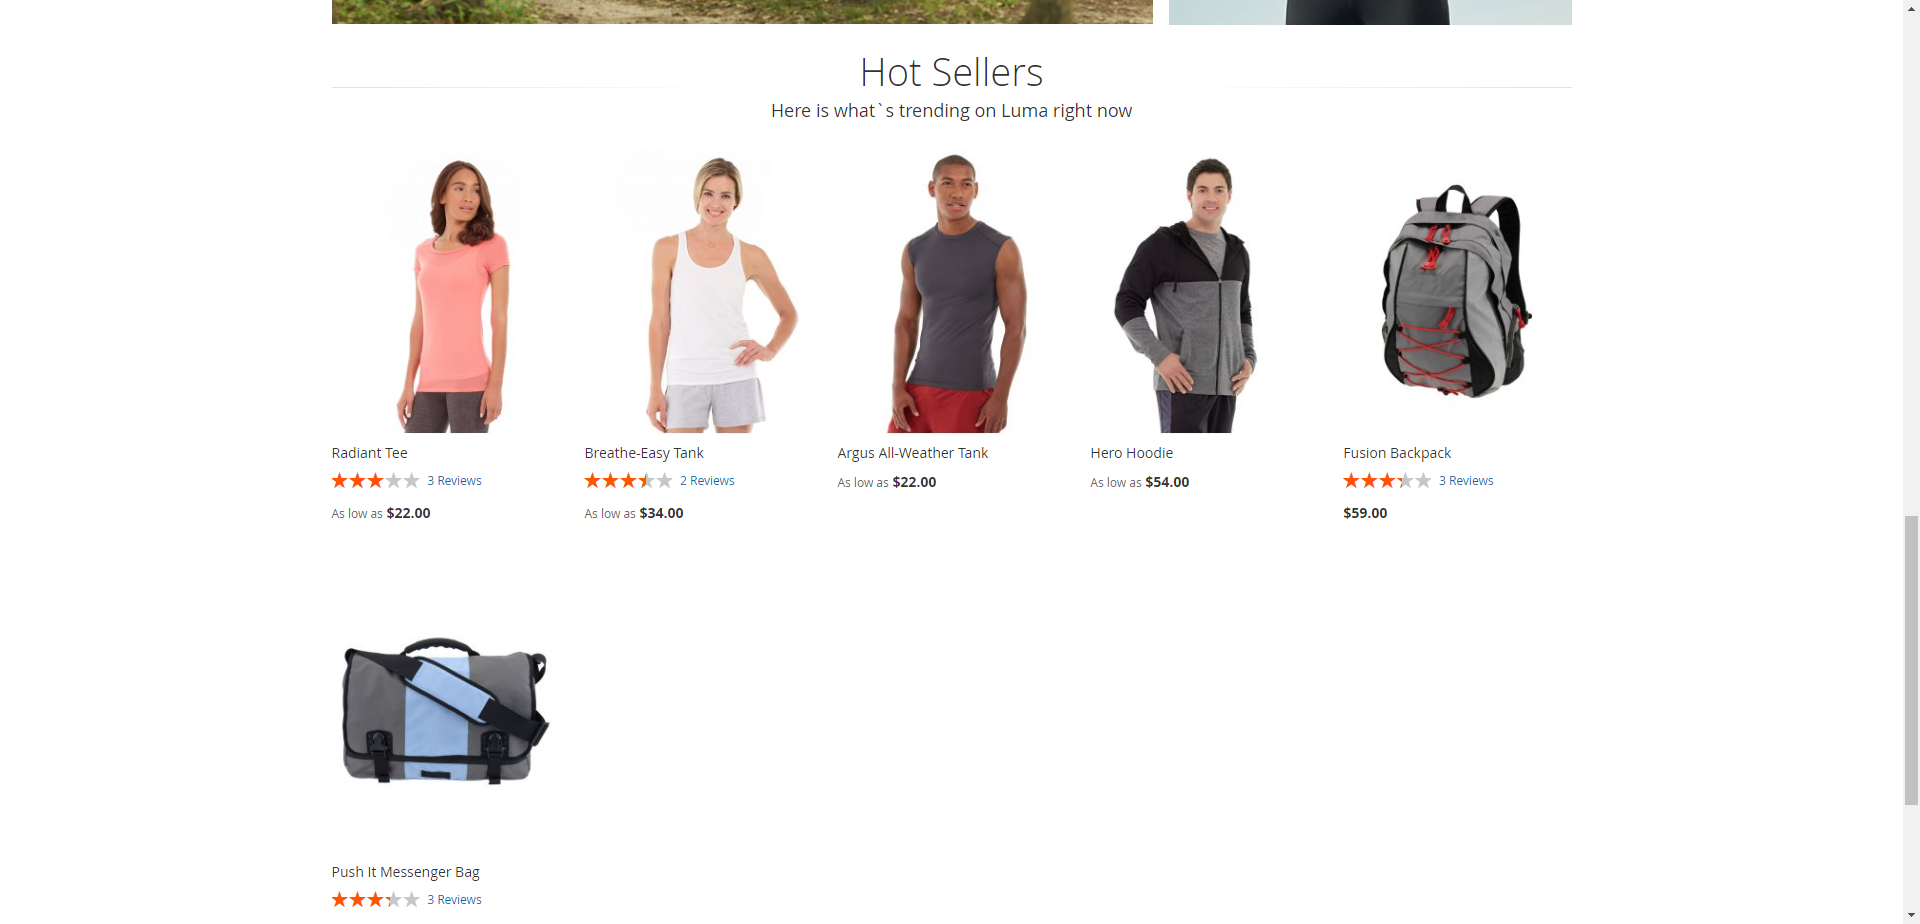 Hot Sellers
Here is what`s trending on Luma right now
Radiant Tee
3 Reviews
As low as $22.00
Breathe-Easy Tank
2 Reviews
As low as $34.00
Argus All-Weather Tank
As low as $22.00
Hero Hoodie
As low as $54.00
Fusion Backpack
3 Reviews
$59.00
Push It Messenger Bag
3 Reviews